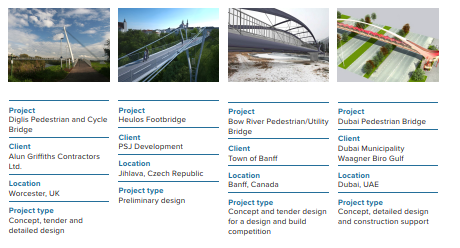 Project
Diglis Pedestrian and Cycle
Bridge
Client
Alun Griffiths Contractors
Ltd.
Location
Worcester, UK
Project type
Concept, tender and
detailed design
Project
Heulos Footbridge
Client
PSJ Development
Location
Jihlava, Czech Republic
Project type
Preliminary design
Project
Bow River Pedestrian/Utility
Bridge
Client
Town of Banff
Location
Banff, Canada
Project type
Concept and tender design
for a design and build
competition
Project
Dubai Pedestrian Bridge
Client
Dubai Municipality
Waagner Biro Gulf
Location
Dubai, UAE
Project type
Concept, detailed design
and construction support